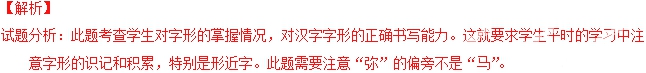 【解析】
试题分析：此题考查学生对字形的掌握情况，对汉字字形的正确书写能力。这就要求学生平时的学习中注
意字形的识记和积累，特别是形近字。此题需要注意“弥”的偏旁不是“马”。